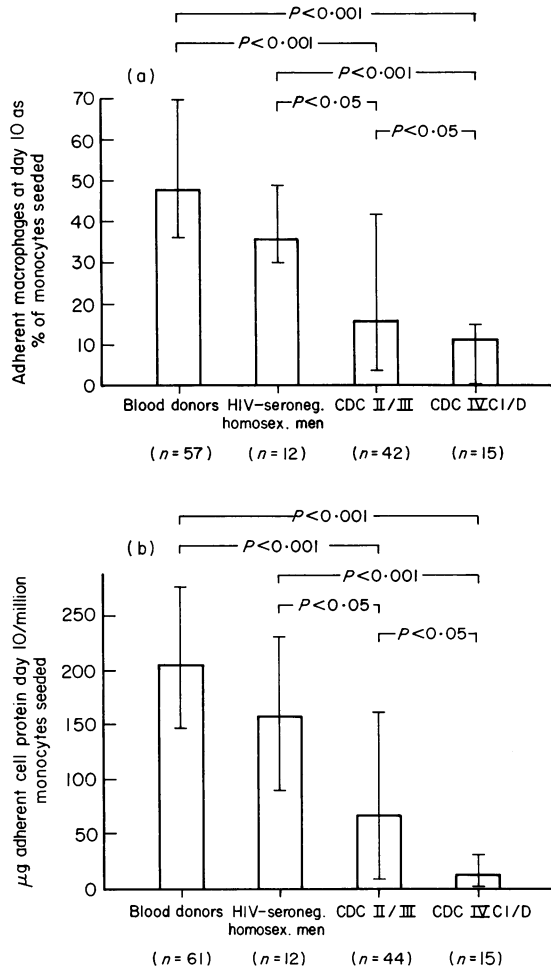 P<0·001
P<0·001
(a)
P<0·001
P<0·05
P<0·05
Adherent macrophages at day 10 as
% of monocytes seeded
70
60
50
40
30
20
10
0
Blood donors HIV-seroneg. homosex. men CDC II/III CDC IVC1/D
(n=57) (n=12) (n=42) (n=15)
P<0·001
(b)
P<0·001
P<0·001
P<0·05
P<0·05
µg adherent cell protein day 10/million
monocytes seeded
250
200
150
100
50
0
Blood donors HIV-seroneg. homosex. men CDC II/III CDC IVC1/D
(n=61) (n=12) (n=44) (n=15)